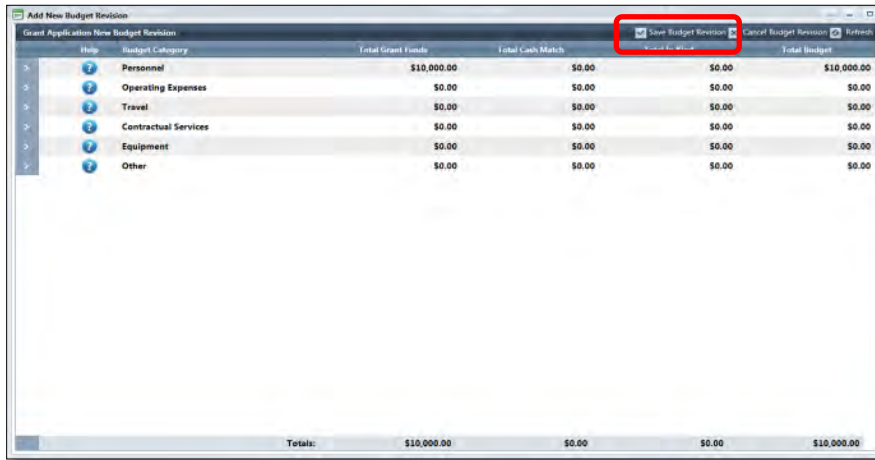 Add New Budget Revision
Grant Application New Budget Revision Save Budget Revision Cancel Budget Revision Refresh
Help Budget Category Total Grant Funds Total Cash Match Total In Kind Total Budget
> ? Personnel $10,000.00 $0.00 $0.00 $10,000.00
> ? Operating Expenses $0.00 $0.00 $0.00 $0.00
> ? Travel $0.00 $0.00 $0.00 $0.00
> ? Contractual Services $0.00 $0.00 $0.00 $0.00
> ? Equipment $0.00 $0.00 $0.00 $0.00
> ? Other $0.00 $0.00 $0.00 $0.00
Totals: $10,000.00 $0.00 $0.00 $10,000.00